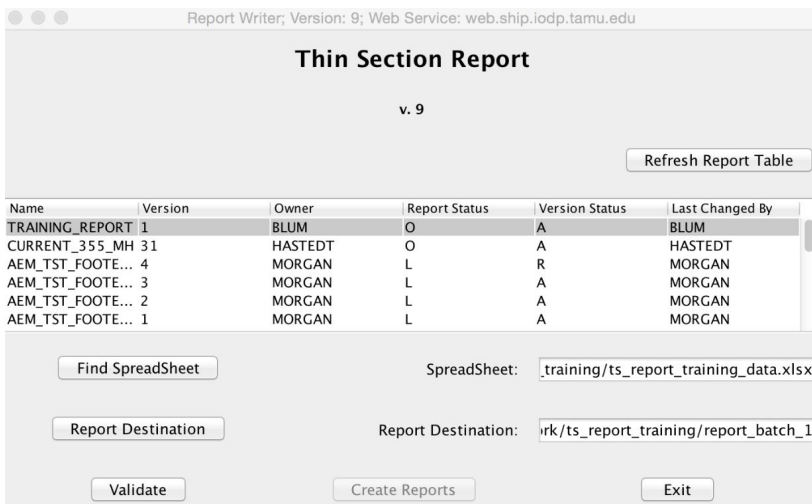 Report Writer; Version: 9; Web Service: web.ship.iodp.tamu.edu
Thin Section Report
v. 9
Refresh Report Table
Name Version Owner Report Status Version Status Last Changed By
TRAINING_REPORT 1 BLUM O A BLUM
CURRENT_355_MH 31 HASTEDT O A HASTEDT
AEM_TST_FOOTE... 4 MORGAN L R MORGAN
AEM_TST_FOOTE... 3 MORGAN L A MORGAN
AEM_TST_FOOTE... 2 MORGAN L A MORGAN
AEM_TST_FOOTE... 1 MORGAN L A MORGAN
Find SpreadSheet SpreadSheet: _training/ts_report_training_data.xlsx
Report Destination Report Destination: rk/ts_report_training/report_batch_1
Validate Create Reports Exit